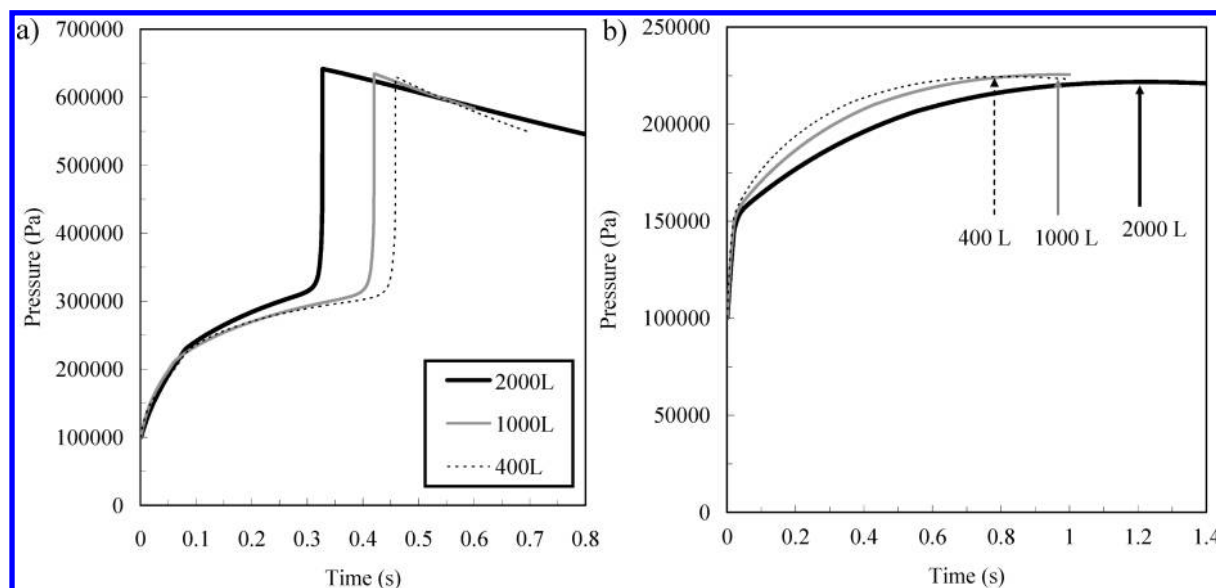 a)
700000
600000
500000
400000
300000
200000
100000
0
Pressure (Pa)
0 0.1 0.2 0.3 0.4 0.5 0.6 0.7 0.8
Time (s)
2000L
1000L
400L
b)
250000
200000
150000
100000
50000
0
Pressure (Pa)
400 L 1000 L 2000 L
0 0.2 0.4 0.6 0.8 1 1.2 1.4
Time (s)